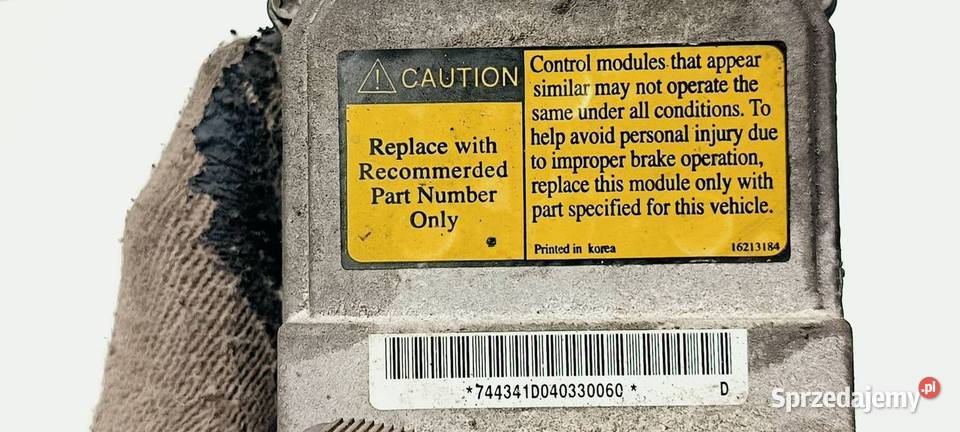 CAUTION
Replace with
Recommerded
Part Number
Only
Control modules that appear
similar may not operate the
same under all conditions. To
help avoid personal injury due
to improper brake operation,
replace this module only with
part specified for this vehicle.
Printed in korea
16213184
*744341D040330060 *
D
Sprzedajemy.pl